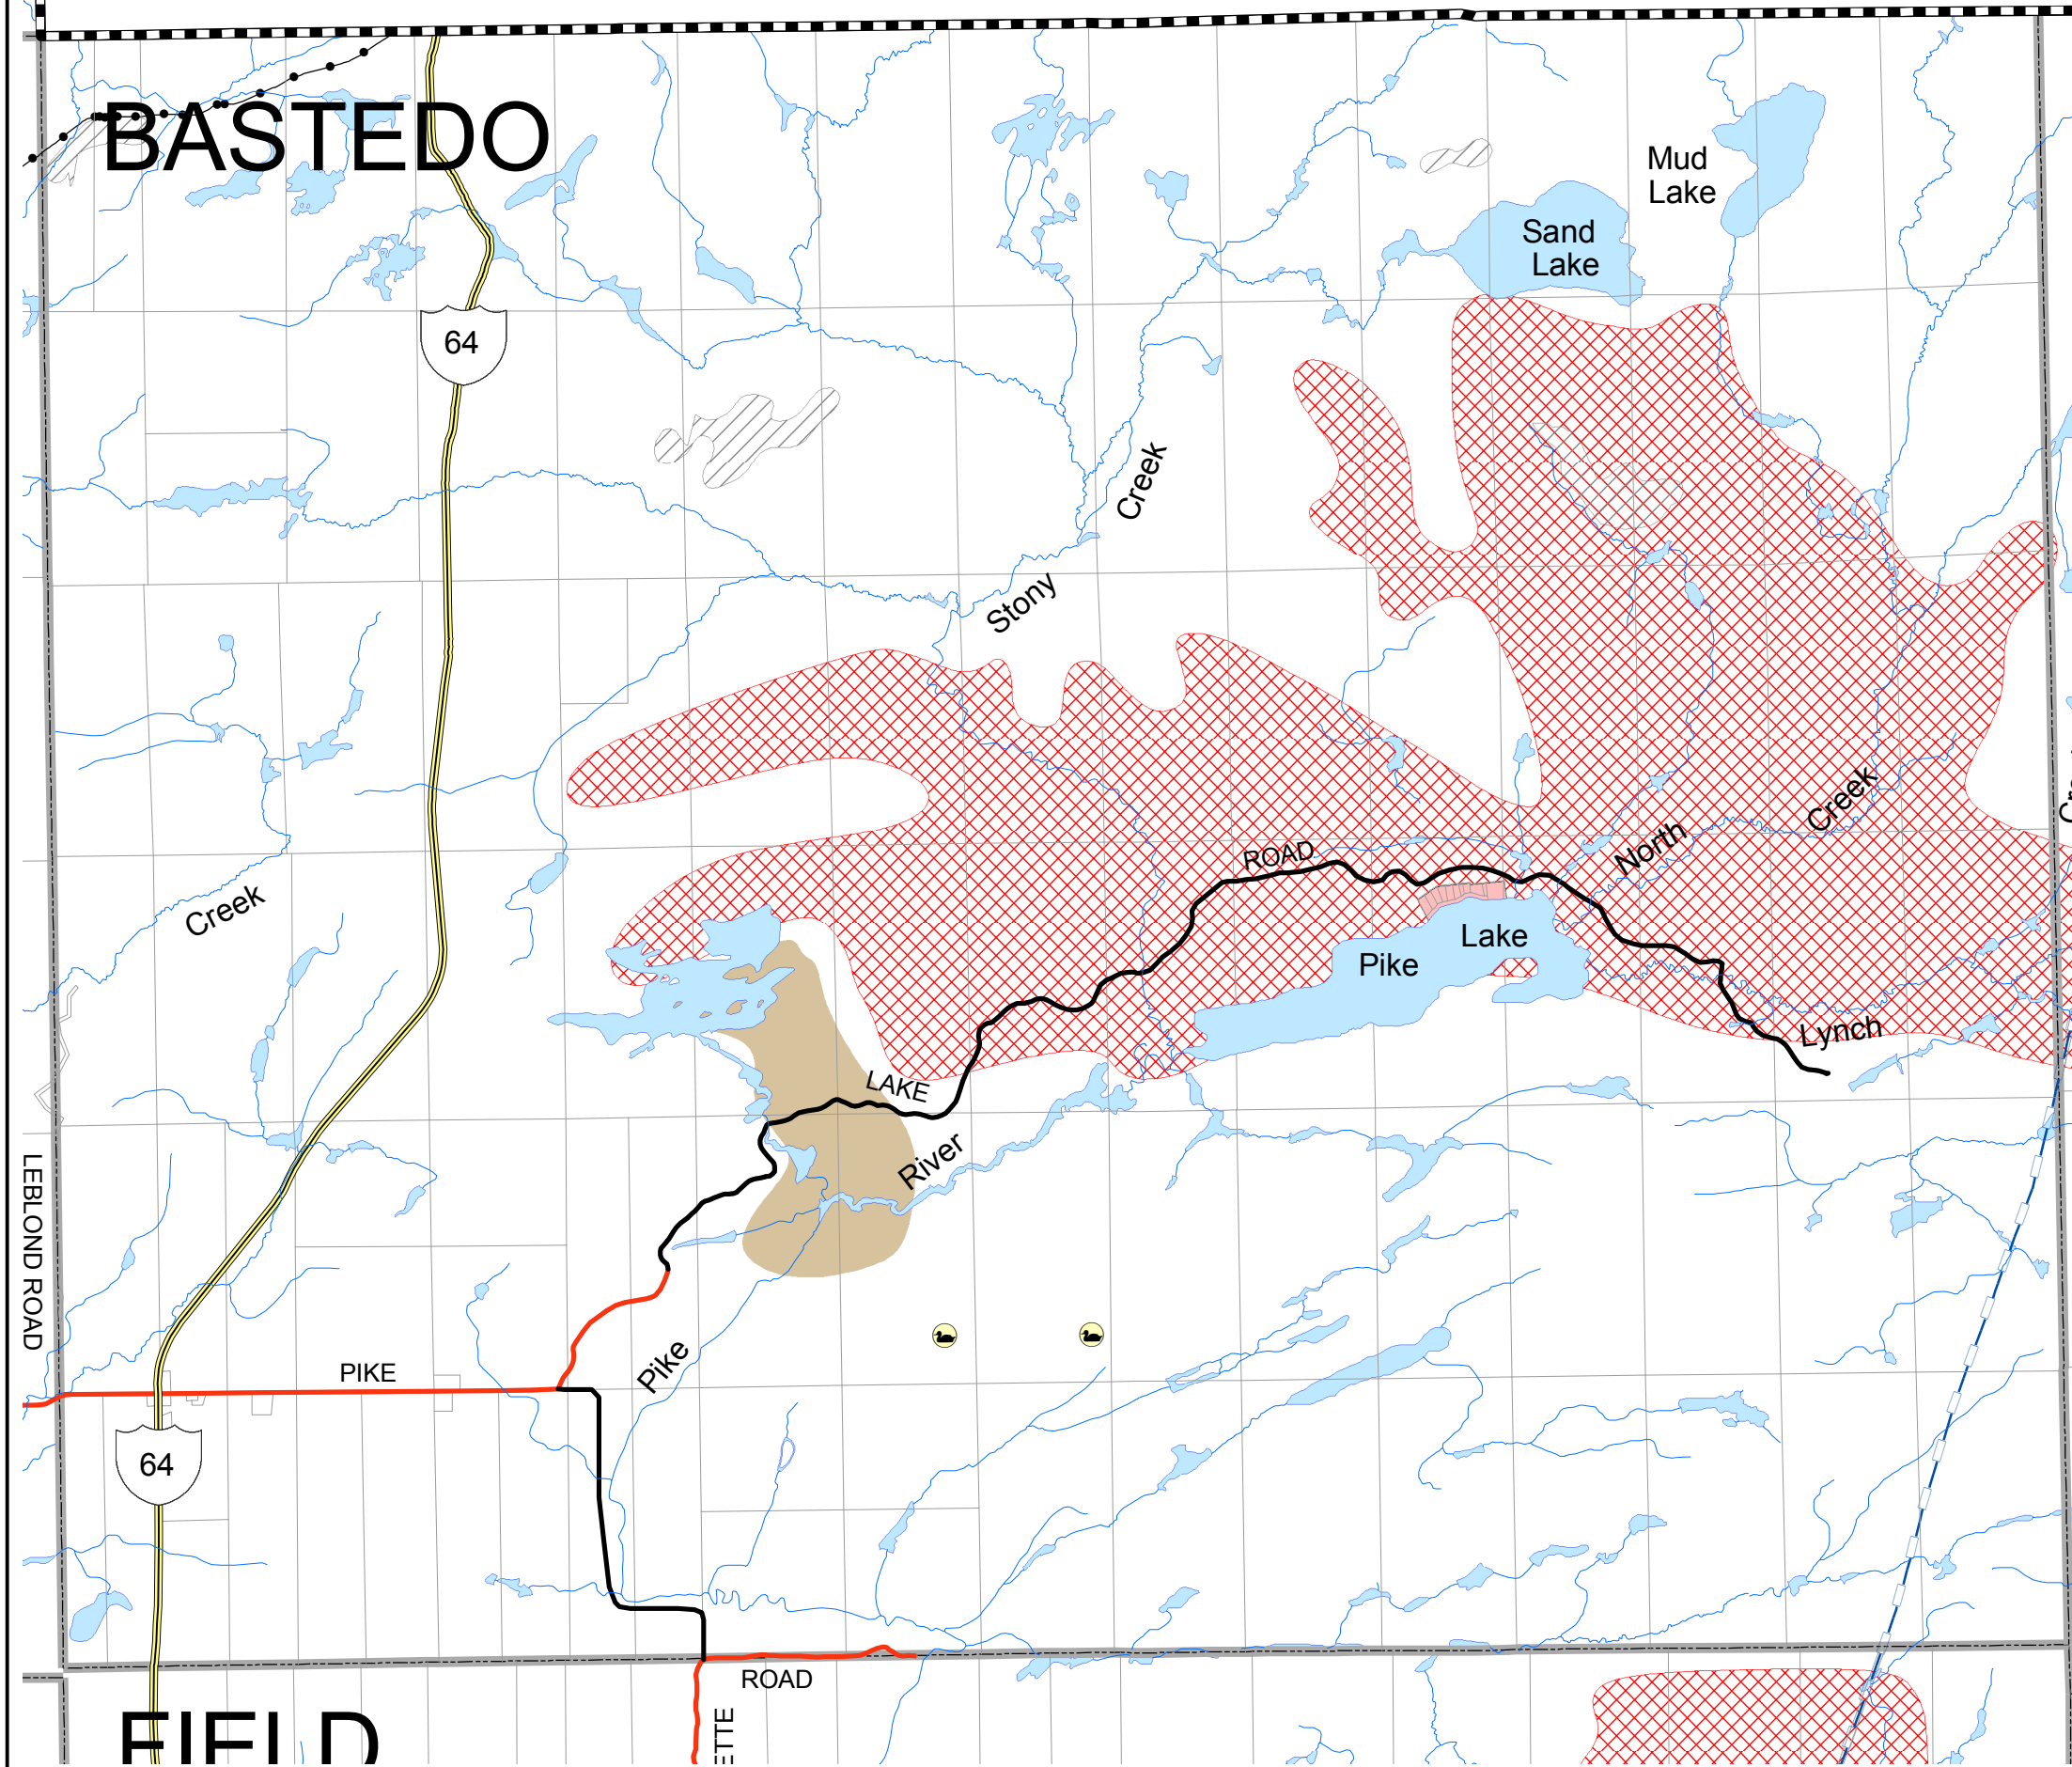 BASTEDO
Mud
Lake
Sand
Lake
64
Creek
Stony
Creek
North
Creek
ROAD
Lake
Pike
Lynch
LAKE
River
LEBLOND ROAD
PIKE
Pike
64
ROAD
FIELD
ETTE